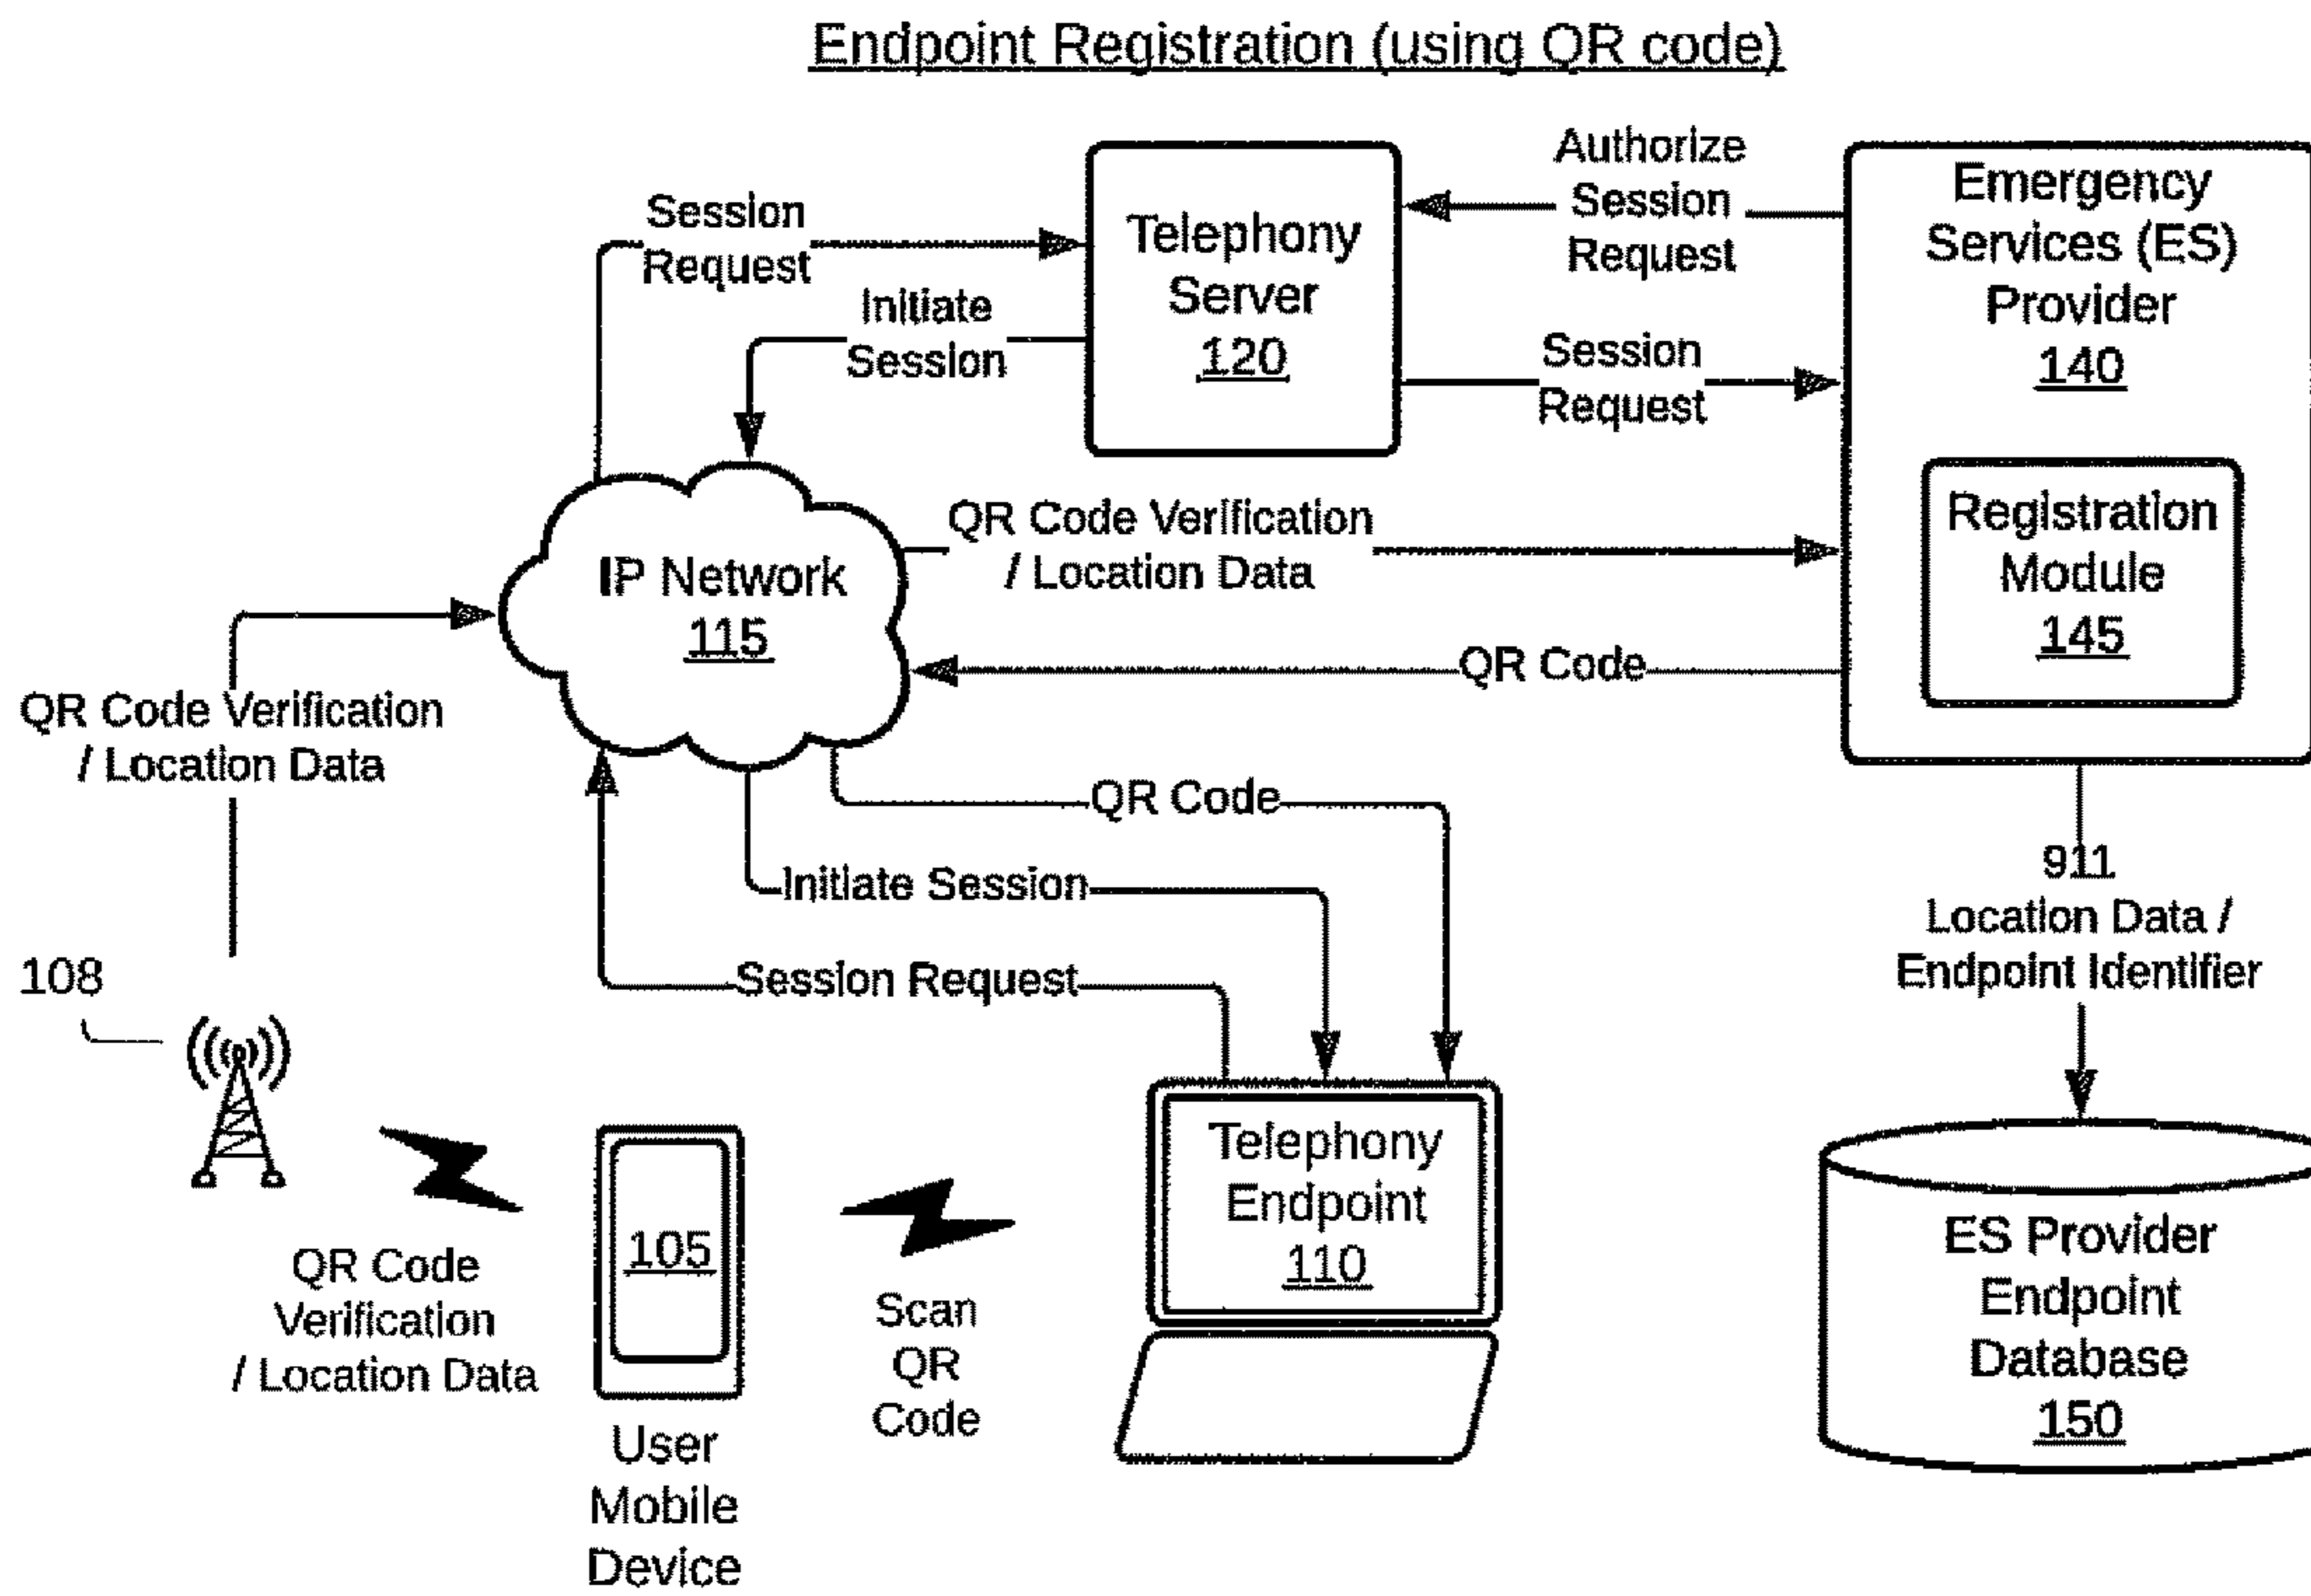 Endpoint Registration (using QR code)
Authorize
Session
Request
Emergency
Services (ES)
Provider
140
Session
Request
Telephony
Server
120
Initiate
Session
Session
Request
Registration
Module
145
QR Code Verification
/ Location Data
IP Network
115
QR Code
QR Code Verification
/ Location Data
QR Code
911
Location Data /
Endpoint Identifier
Initiate Session
Session Request
108
Telephony
Endpoint
110
105
QR Code
Verification
/ Location Data
Scan
QR
Code
ES Provider
Endpoint
Database
150
User
Mobile
Device